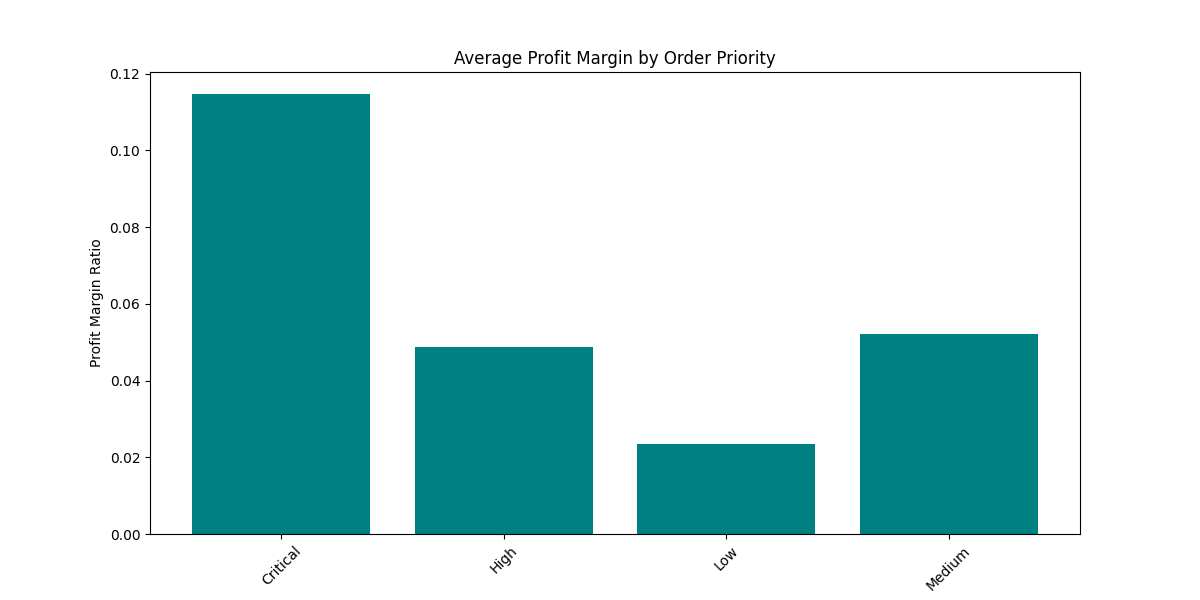 Average Profit Margin by Order Priority
Profit Margin Ratio
0.12
0.10
0.08
0.06
0.04
0.02
0.00
Critical
High
Low
Medium